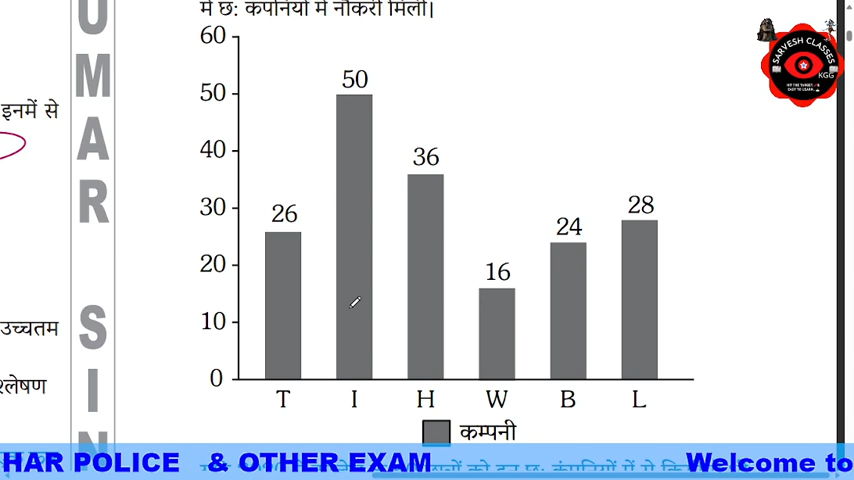 में छ: कंपनियों में नौकरी मिली।
UMAR SIN
इनमें से
उच्चतम
श्लेषण
60
50
40
30
20
10
0
26
50
36
16
24
28
T I H W B L
कम्पनी
SARVESH CLASSES
KGG
HAR POLICE & OTHER EXAM Welcome to